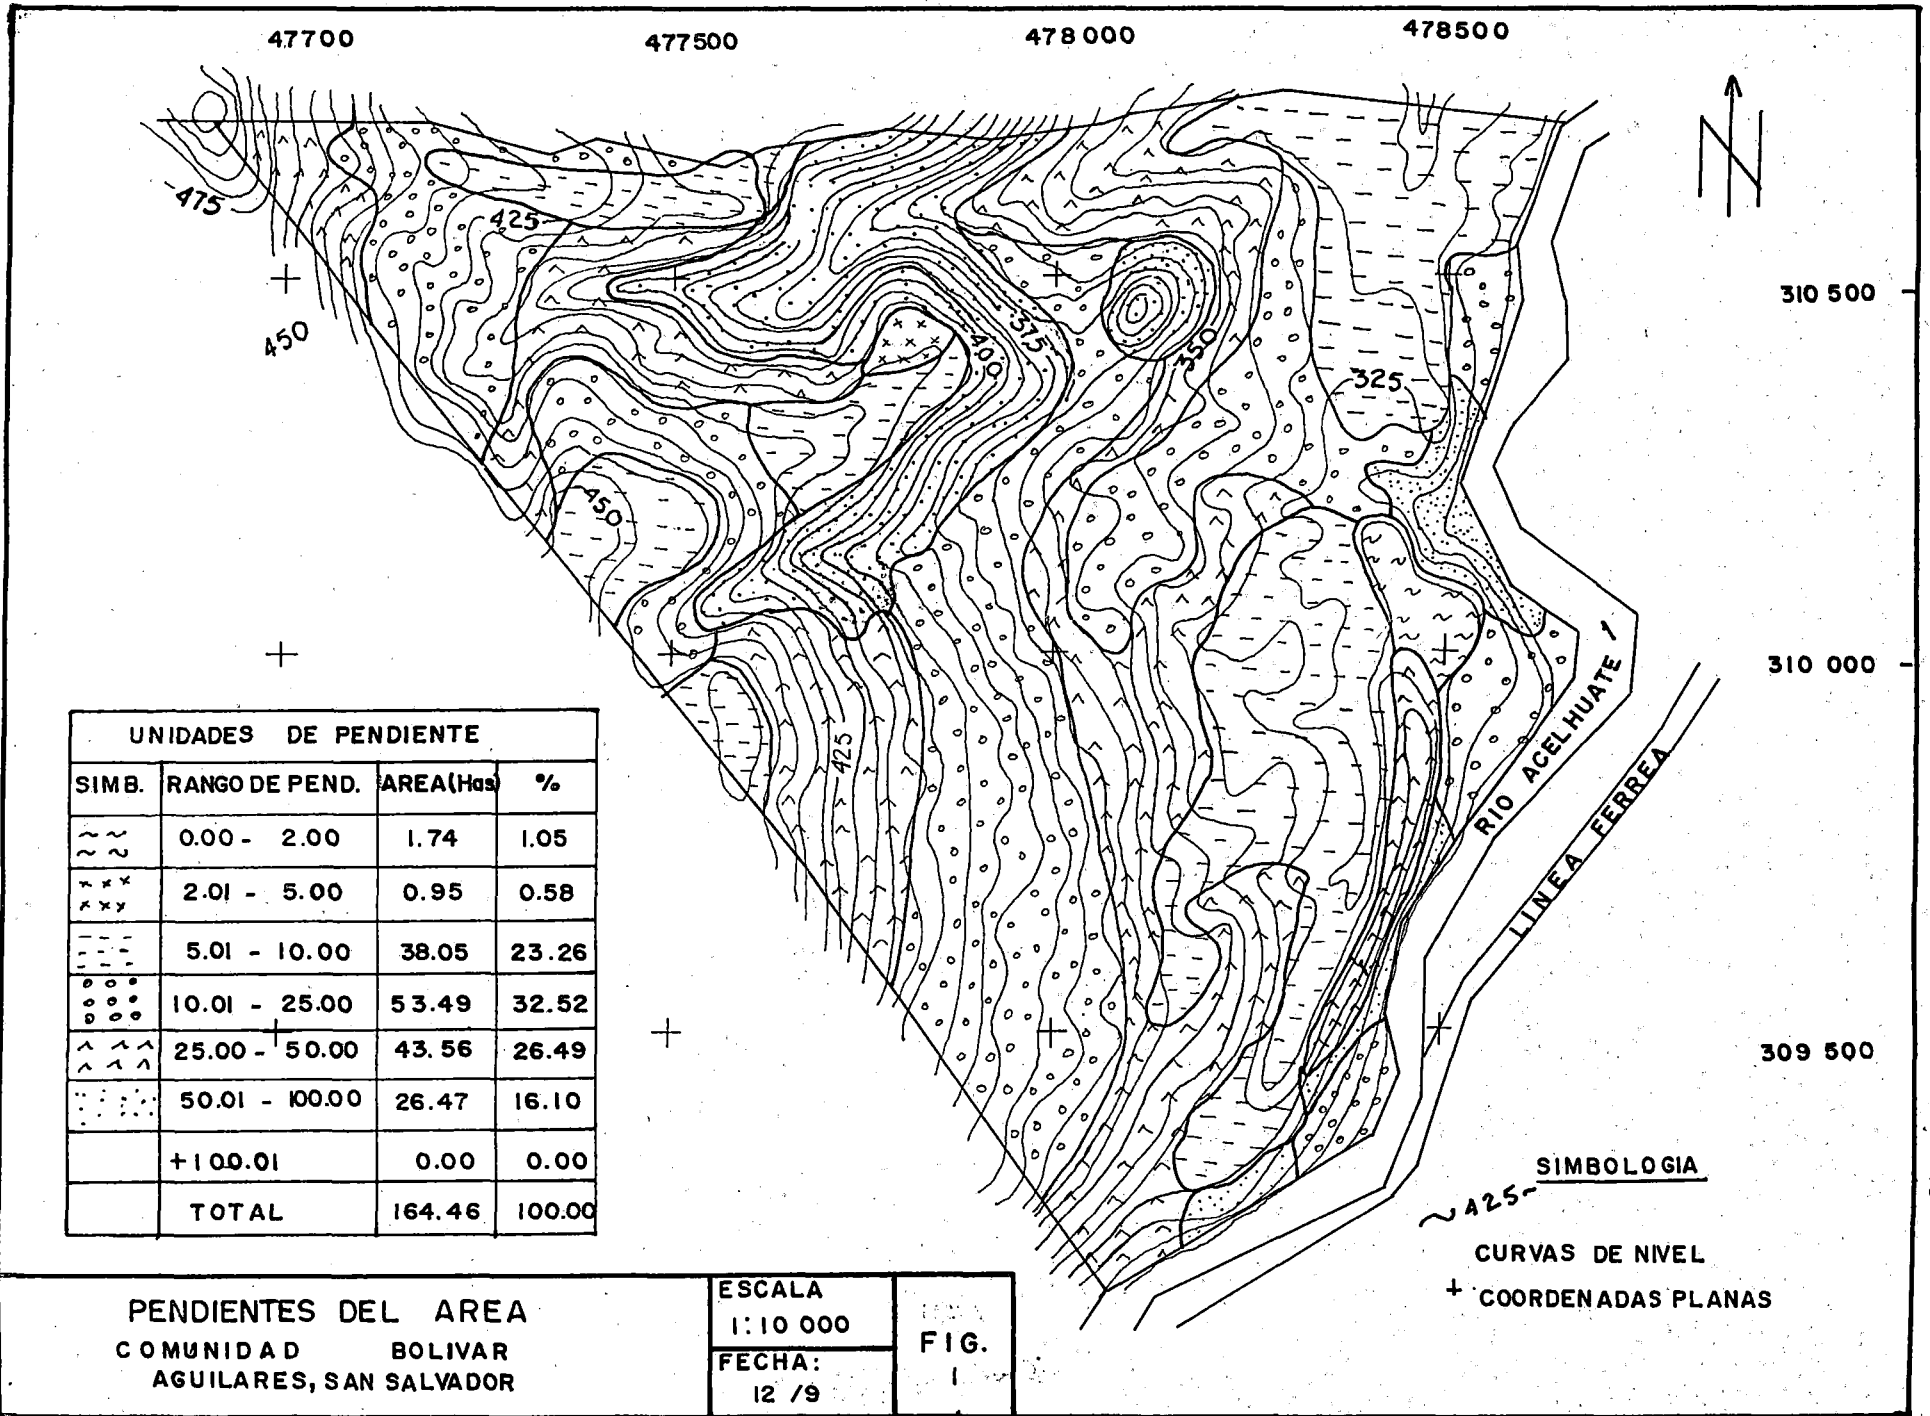 47700 477500 478000 478500
N
475
425
450
400
375
350
325
450
425
310 500
310 000
309 500
RIO ACELHUATE
LINEA FERREA
UNIDADES DE PENDIENTE
SIMB. RANGO DE PEND. AREA(Has) %
0.00 - 2.00 1.74 1.05
2.01 - 5.00 0.95 0.58
5.01 - 10.00 38.05 23.26
10.01 - 25.00 53.49 32.52
25.00 - 50.00 43.56 26.49
50.01 - 100.00 26.47 16.10
+100.01 0.00 0.00
TOTAL 164.46 100.00
SIMBOLOGIA
425
CURVAS DE NIVEL
+ COORDENADAS PLANAS
PENDIENTES DEL AREA
COMUNIDAD BOLIVAR
AGUILARES, SAN SALVADOR
ESCALA
1:10 000
FECHA:
12 /9
FIG.
1